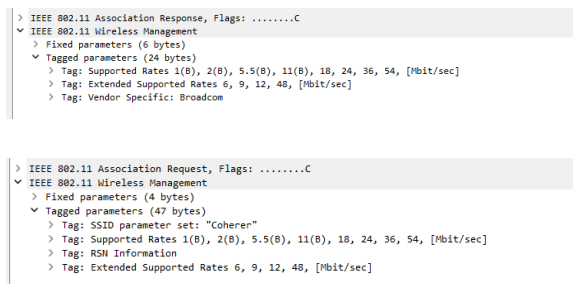 IEEE 802.11 Association Response, Flags: ........C
IEEE 802.11 Wireless Management
Fixed parameters (6 bytes)
Tagged parameters (24 bytes)
Tag: Supported Rates 1(B), 2(B), 5.5(B), 11(B), 18, 24, 36, 54, [Mbit/sec]
Tag: Extended Supported Rates 6, 9, 12, 48, [Mbit/sec]
Tag: Vendor Specific: Broadcom
IEEE 802.11 Association Request, Flags: ........C
IEEE 802.11 Wireless Management
Fixed parameters (4 bytes)
Tagged parameters (47 bytes)
Tag: SSID parameter set: "Coherer"
Tag: Supported Rates 1(B), 2(B), 5.5(B), 11(B), 18, 24, 36, 54, [Mbit/sec]
Tag: RSN Information
Tag: Extended Supported Rates 6, 9, 12, 48, [Mbit/sec]